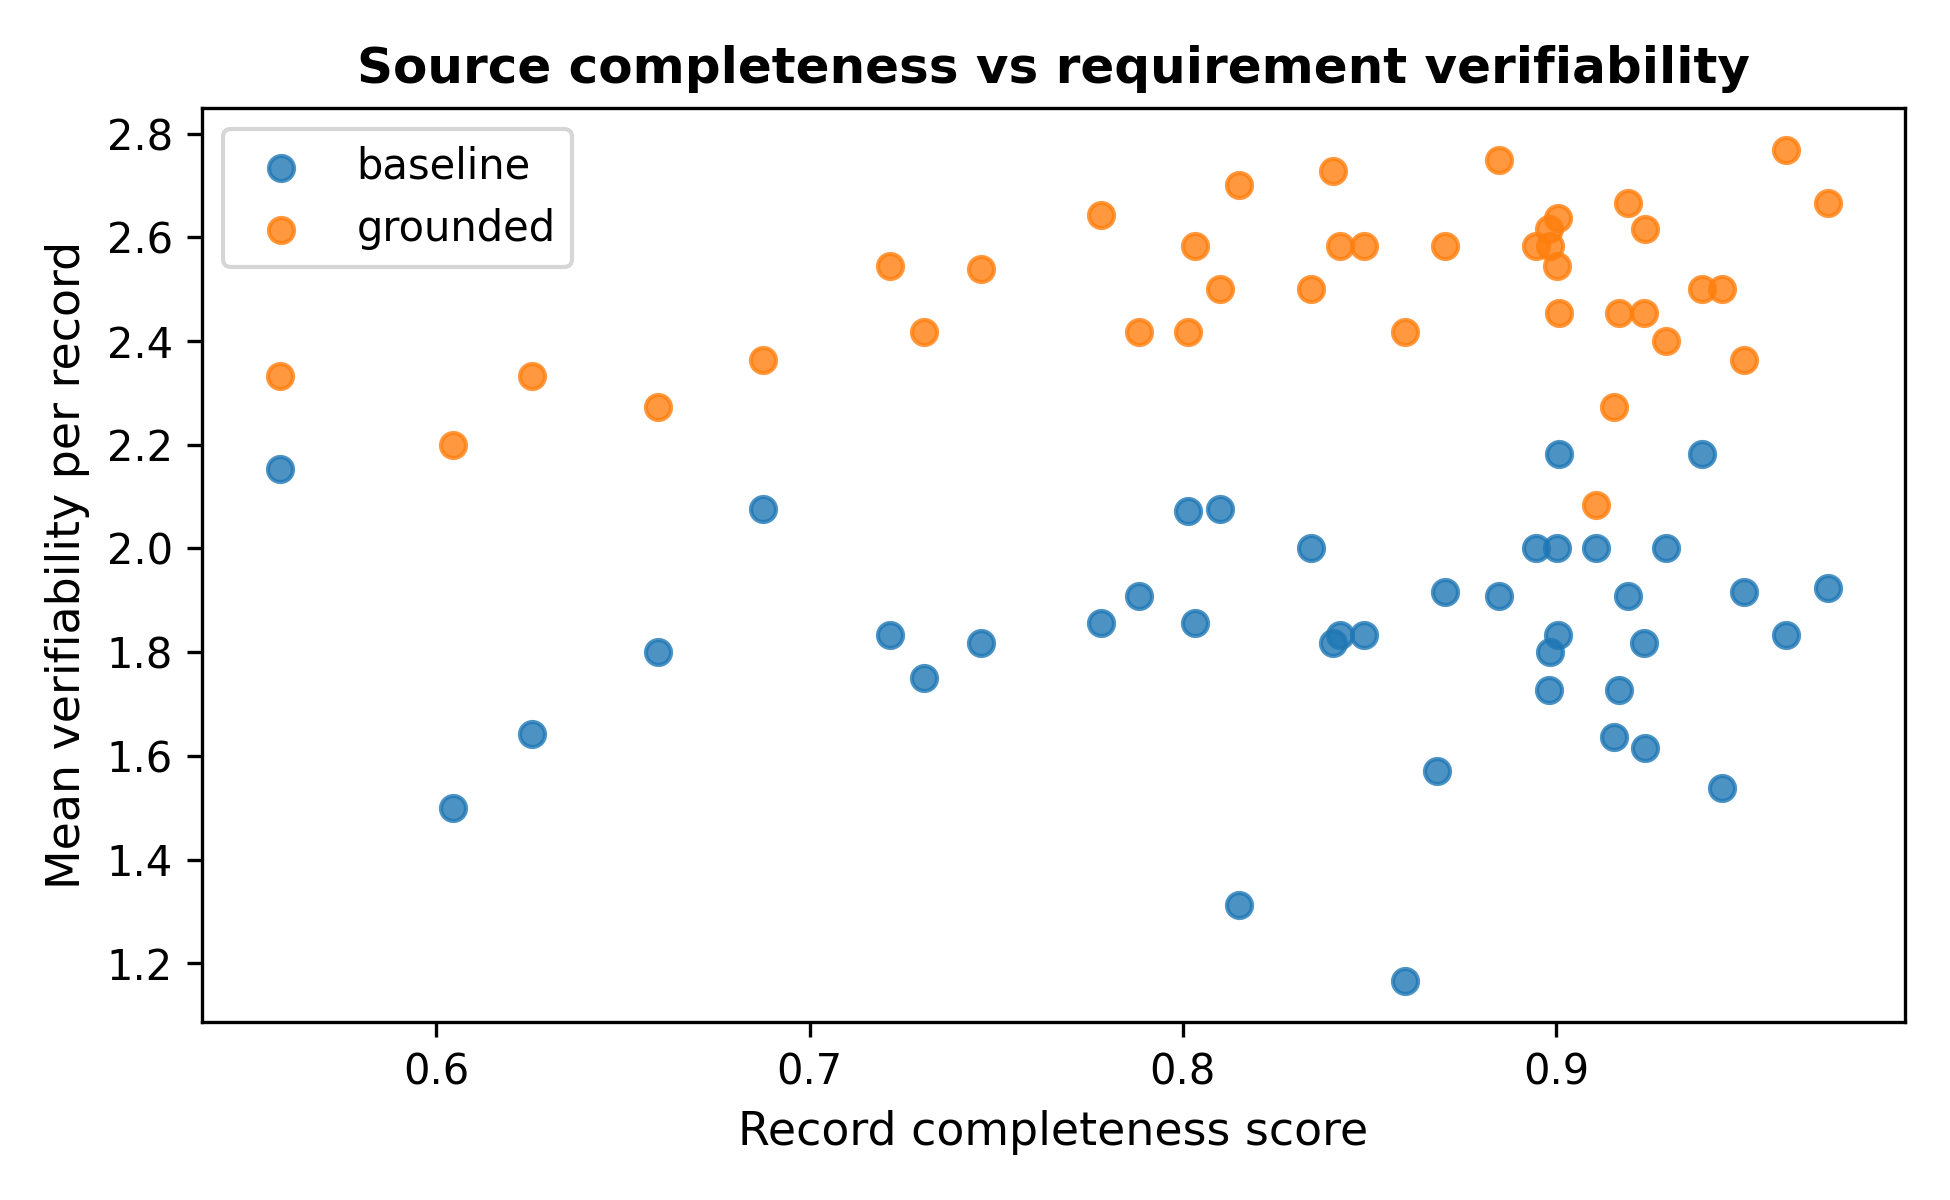 Source completeness vs requirement verifiability
baseline
grounded
Mean verifiability per record
2.8
2.6
2.4
2.2
2.0
1.8
1.6
1.4
1.2
0.6 0.7 0.8 0.9
Record completeness score